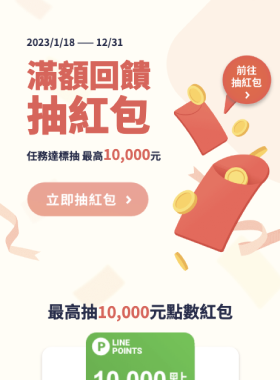 2023/1/18 —— 12/31
滿額回饋
抽紅包
前往
抽紅包
任務達標抽 最高10,000元
立即抽紅包
最高抽10,000元點數紅包
P LINE
POINTS
10,000